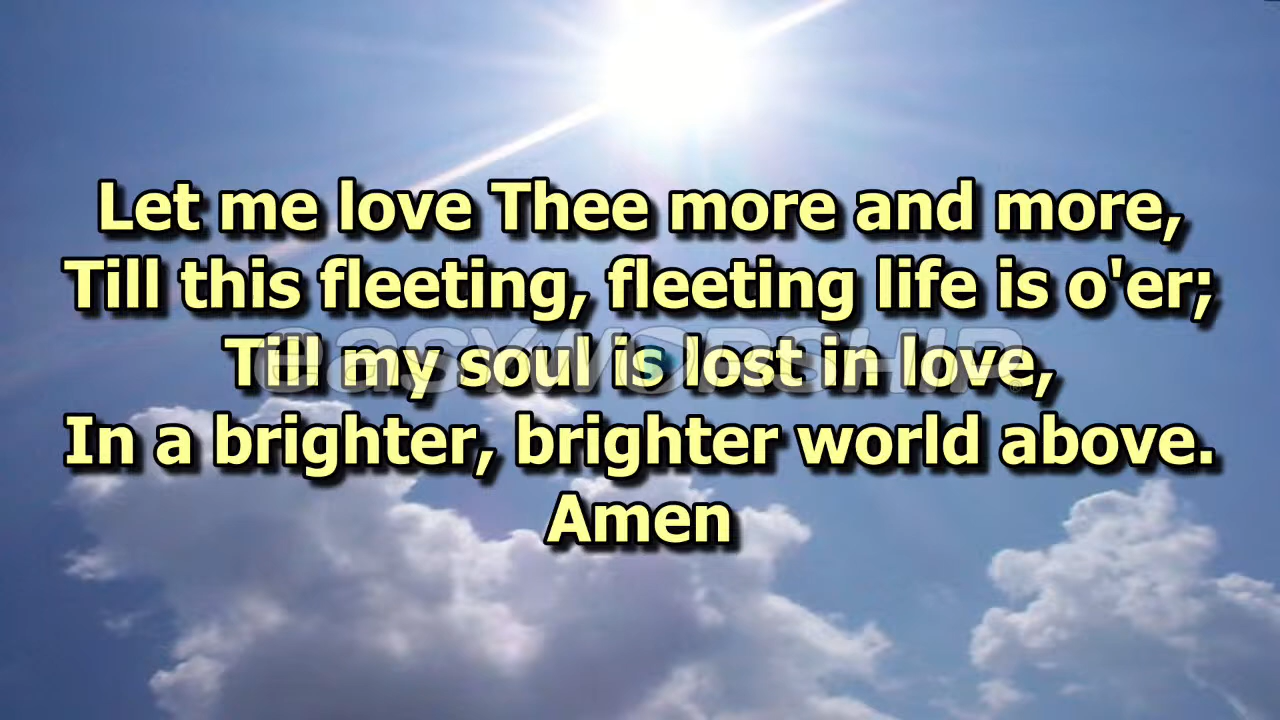 Let me love Thee more and more,
Till this fleeting, fleeting life is o'er;
easyworship
Till my soul is lost in love,
In a brighter, brighter world above.
Amen